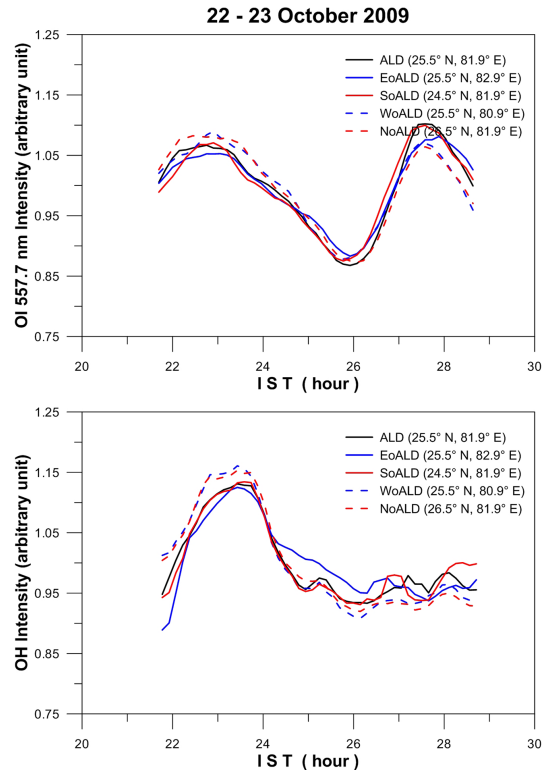 22 - 23 October 2009
OI 557.7 nm Intensity (arbitrary unit)
1.25
1.15
1.05
0.95
0.85
0.75
ALD (25.5° N, 81.9° E)
EoALD (25.5° N, 82.9° E)
SoALD (24.5° N, 81.9° E)
WoALD (25.5° N, 80.9° E)
NoALD (26.5° N, 81.9° E)
20 22 24 26 28 30
I S T ( hour )
OH Intensity (arbitrary unit)
1.25
1.15
1.05
0.95
0.85
0.75
ALD (25.5° N, 81.9° E)
EoALD (25.5° N, 82.9° E)
SoALD (24.5° N, 81.9° E)
WoALD (25.5° N, 80.9° E)
NoALD (26.5° N, 81.9° E)
20 22 24 26 28 30
I S T ( hour )